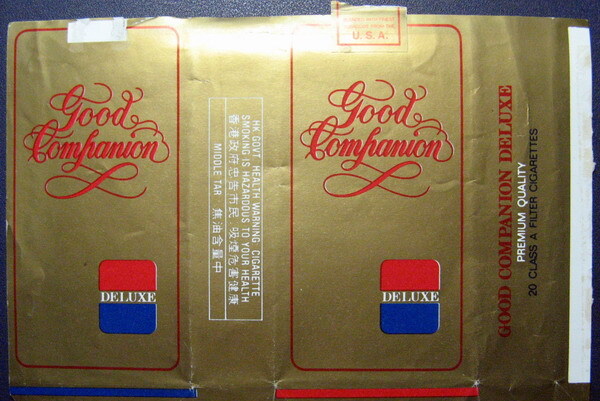 Good
Companion
DELUXE
HK GOVT HEALTH WARNING CIGARETTE
SMOKING IS HAZARDOUS TO YOUR HEALTH
香港政府忠告市民 吸煙危害健康
MIDDLE TAR 焦油含量中
U.S.A.
Good
Companion
DELUXE
GOOD COMPANION DELUXE
PREMIUM QUALITY
20 CLASS A FILTER CIGARETTES